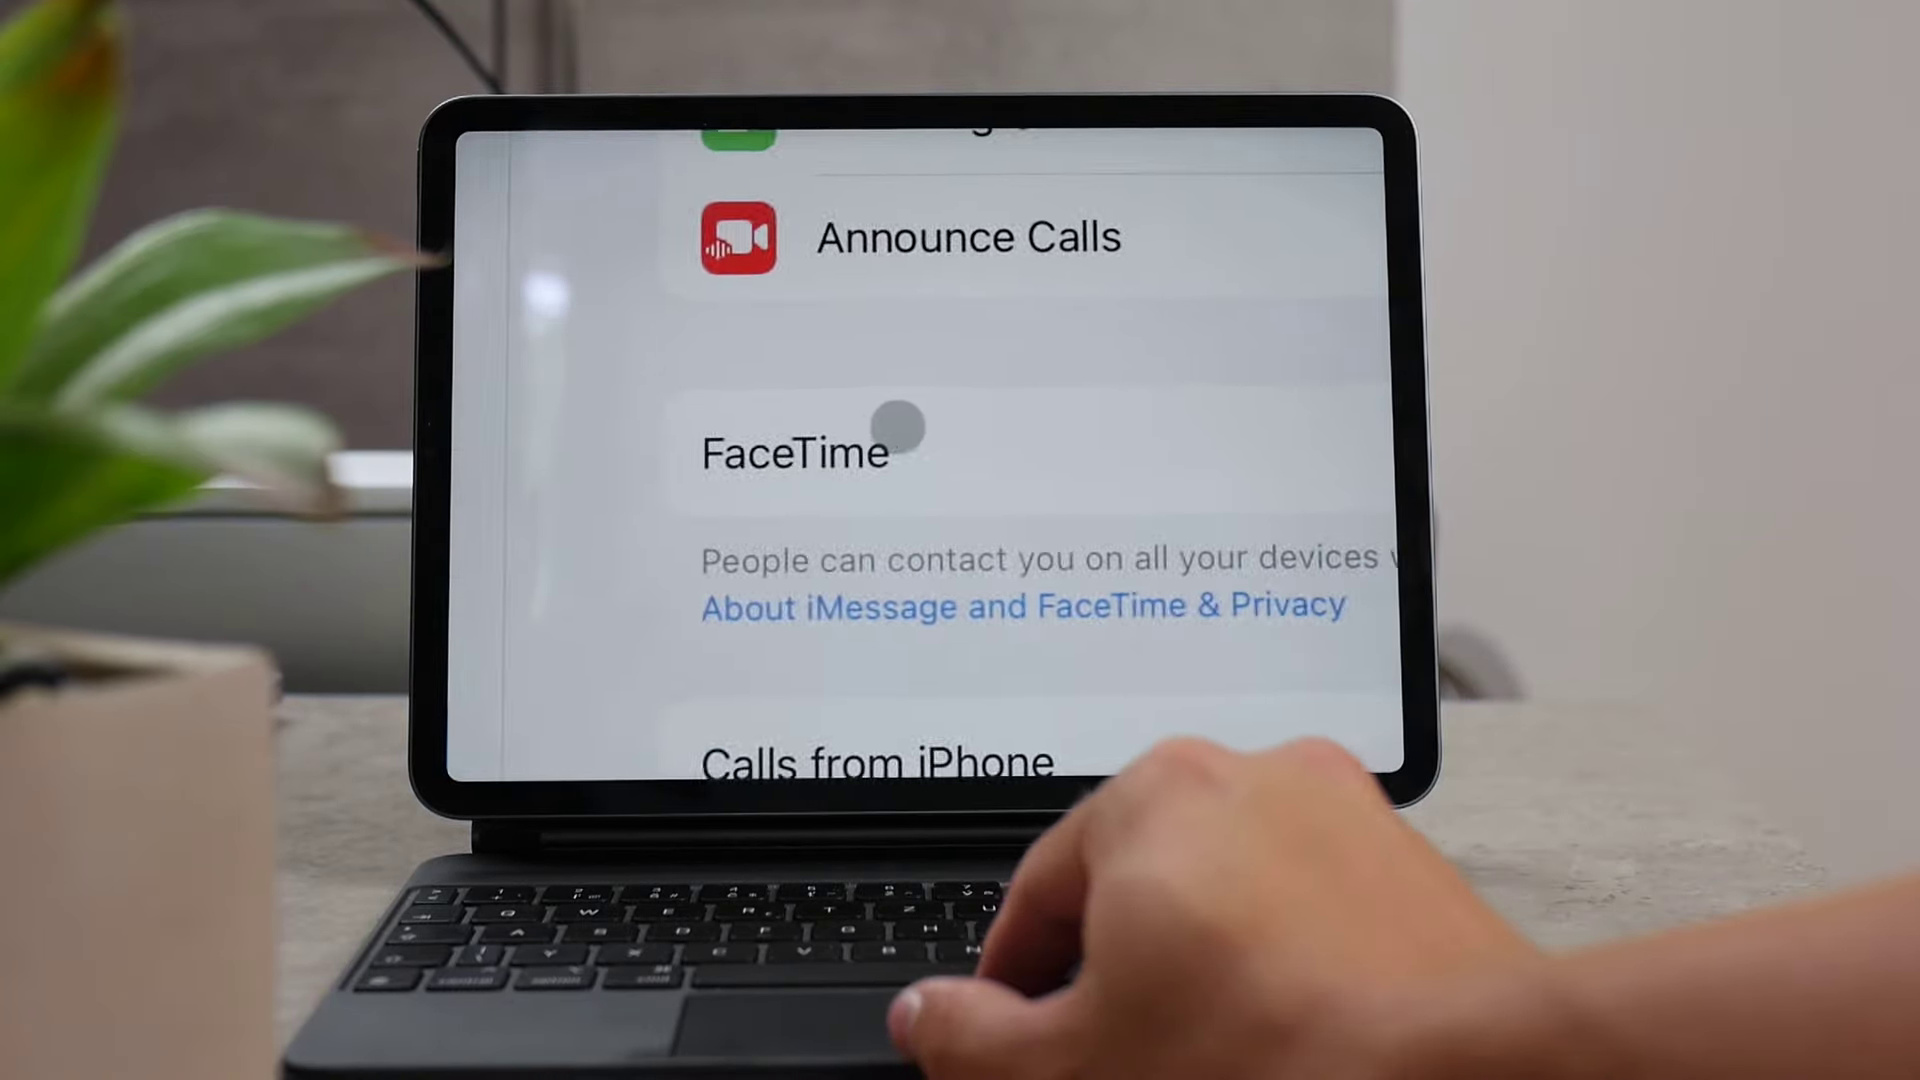 Announce Calls
FaceTime
People can contact you on all your devices
About iMessage and FaceTime & Privacy
Calls from iPhone
Q W E R T Z U
A S D F G H
Y X C V B N